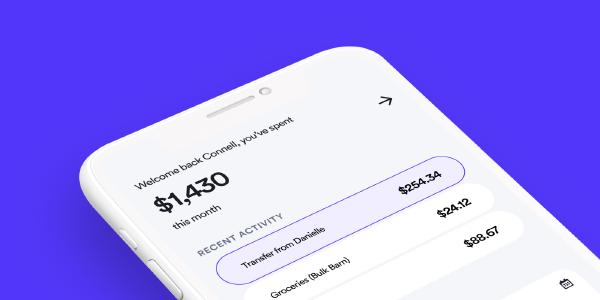 Welcome back Connell, you've spent
$1,430
this month
RECENT ACTIVITY
Transfer from Danielle $254.34
Groceries (Bulk Barn) $24.12
$88.67